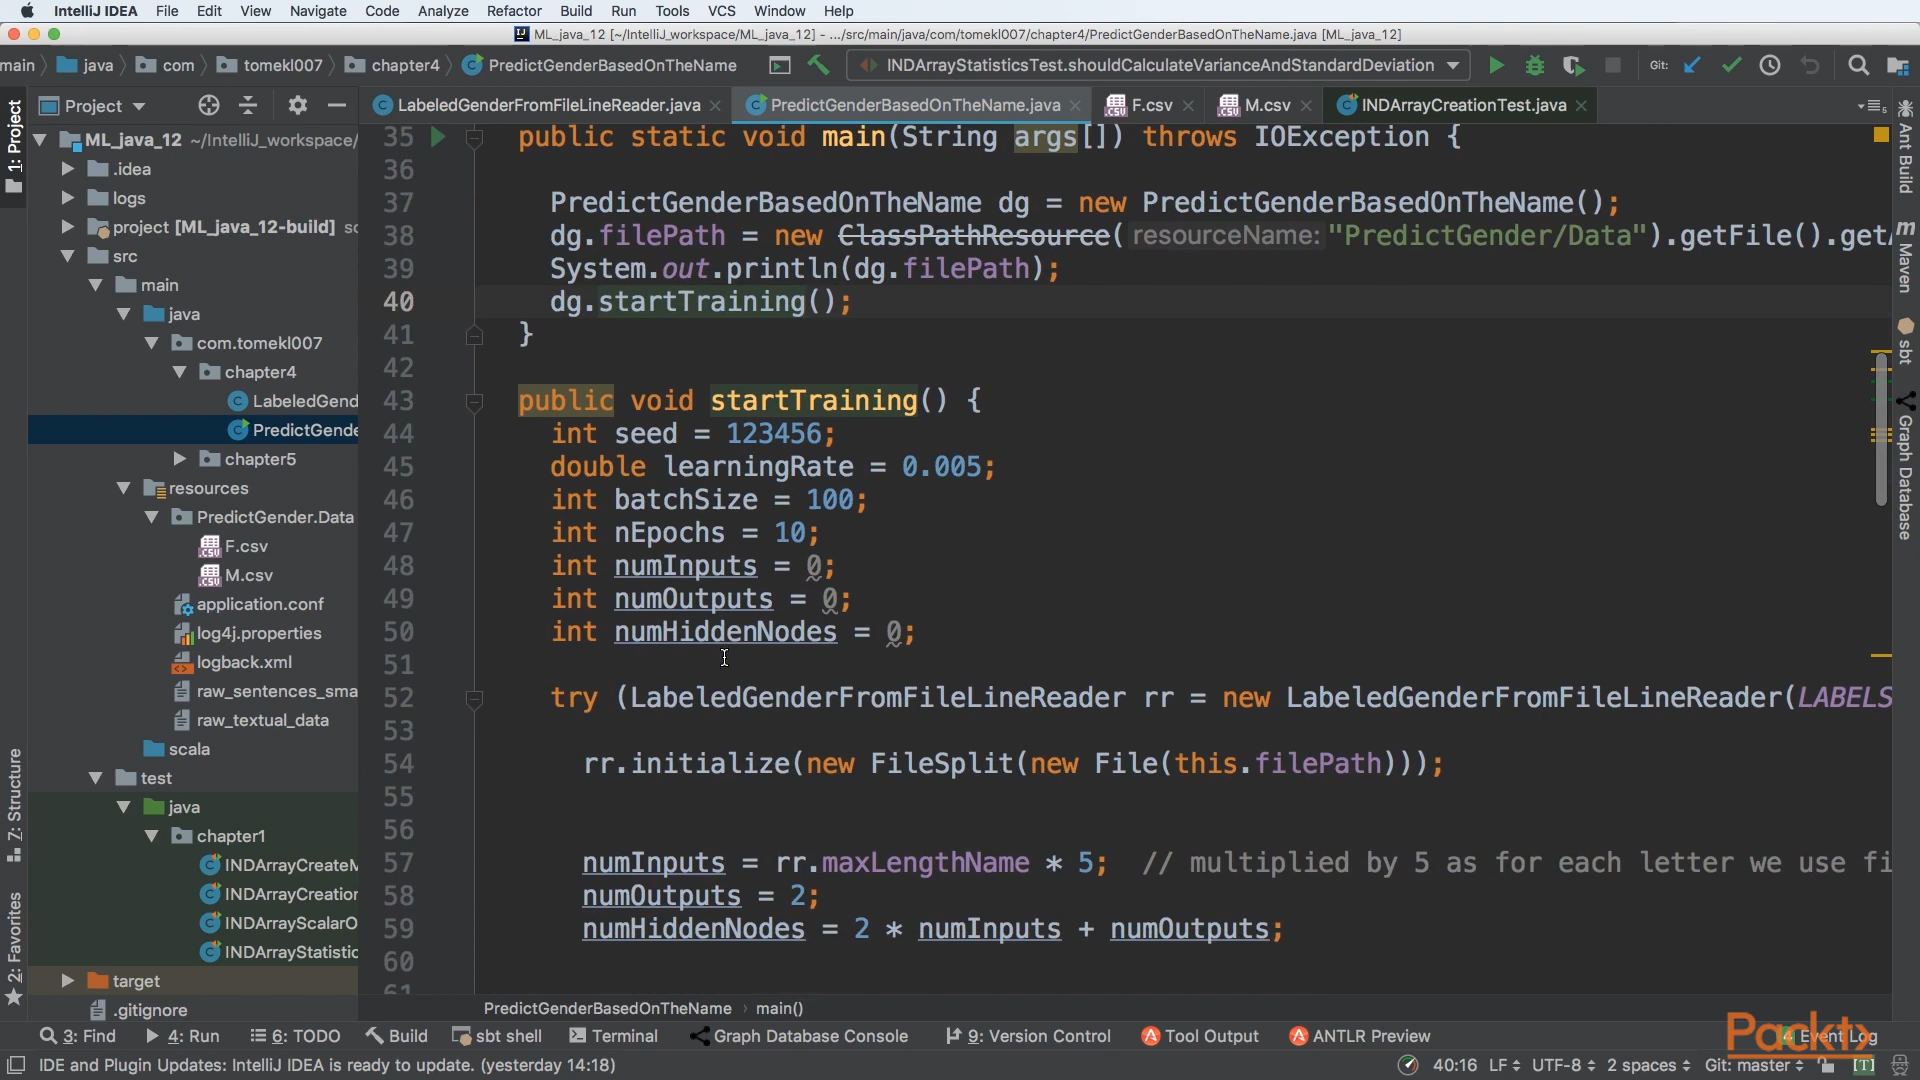 IntelliJ IDEA File Edit View Navigate Code Analyze Refactor Build Run Tools VCS Window Help
ML_java_12 [~/IntelliJ_workspace/ML_java_12] - .../src/main/java/com/tomekl007/chapter4/PredictGenderBasedOnTheName.java [ML_java_12]
main java com tomekl007 chapter4 PredictGenderBasedOnTheName INDArrayStatisticsTest.shouldCalculateVarianceAndStandardDeviation Git:
Project LabeledGenderFromFileLineReader.java PredictGenderBasedOnTheName.java F.csv M.csv INDArrayCreationTest.java
1: Project
7: Structure
2: Favorites
ML_java_12 ~/IntelliJ_workspace/
.idea
logs
project [ML_java_12-build] sc
src
main
java
com.tomekl007
chapter4
LabeledGend
PredictGende
chapter5
resources
PredictGender.Data
F.csv
M.csv
application.conf
log4j.properties
logback.xml
raw_sentences_sma
raw_textual_data
scala
test
java
chapter1
INDArrayCreateM
INDArrayCreation
INDArrayScalarO
INDArrayStatistic
target
.gitignore
35 public static void main(String args[]) throws IOException {
36
37 PredictGenderBasedOnTheName dg = new PredictGenderBasedOnTheName();
38 dg.filePath = new ClassPathResource( resourceName: "PredictGender/Data").getFile().getA
39 System.out.println(dg.filePath);
40 dg.startTraining();
41 }
42
43 public void startTraining() {
44 int seed = 123456;
45 double learningRate = 0.005;
46 int batchSize = 100;
47 int nEpochs = 10;
48 int numInputs = 0;
49 int numOutputs = 0;
50 int numHiddenNodes = 0;
51
52 try (LabeledGenderFromFileLineReader rr = new LabeledGenderFromFileLineReader(LABELS
53
54 rr.initialize(new FileSplit(new File(this.filePath)));
55
56
57 numInputs = rr.maxLengthName * 5; // multiplied by 5 as for each letter we use fi
58 numOutputs = 2;
59 numHiddenNodes = 2 * numInputs + numOutputs;
60
61
Ant Build
Maven
sbt
Graph Database
PredictGenderBasedOnTheName main()
3: Find 4: Run 6: TODO Build sbt shell Terminal Graph Database Console 9: Version Control Tool Output ANTLR Preview 4 Event Log
Packt>
IDE and Plugin Updates: IntelliJ IDEA is ready to update. (yesterday 14:18) 40:16 LF UTF-8 2 spaces Git: master [T]